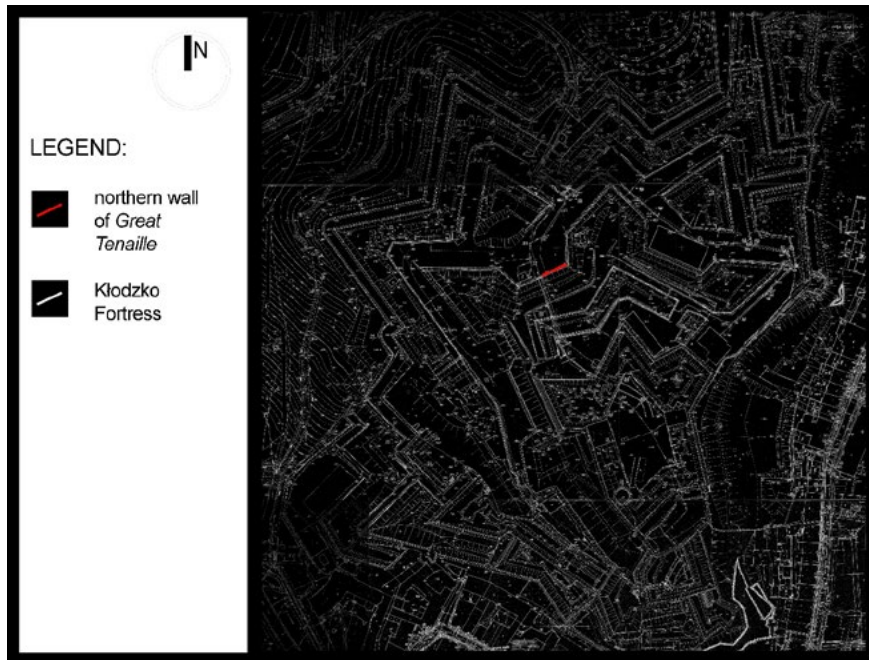 N
LEGEND:
northern wall
of Great
Tenaille
Kłodzko
Fortress